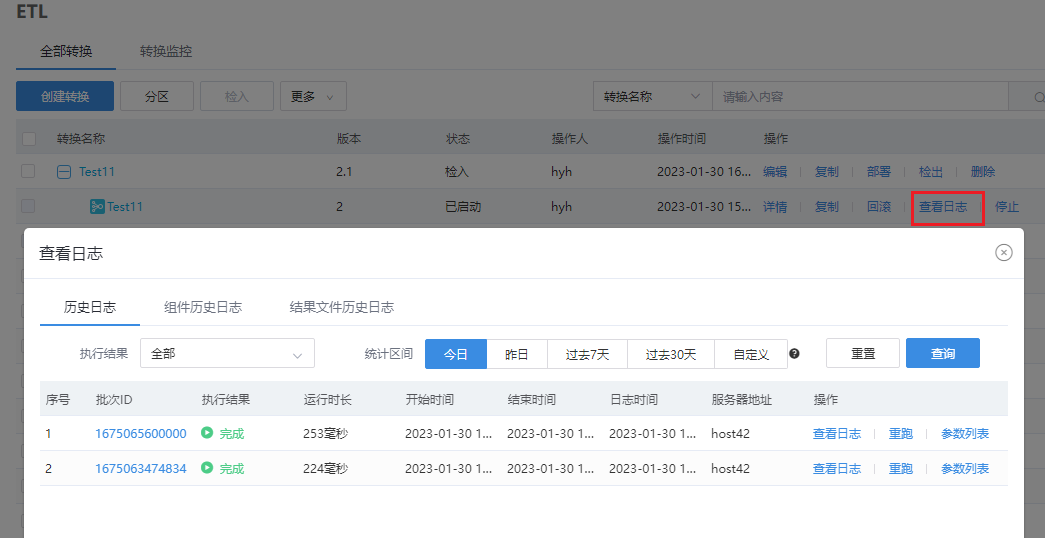 ETL
全部转换 转换监控
创建转换 分区 检入 更多 转换名称 请输入内容
转换名称 版本 状态 操作人 操作时间 操作
Test11 2.1 检入 hyh 2023-01-30 16... 编辑 复制 部署 检出 删除
Test11 2 已启动 hyh 2023-01-30 15... 详情 复制 回滚 查看日志 停止
查看日志
历史日志 组件历史日志 结果文件历史日志
执行结果 全部 统计区间 今日 昨日 过去7天 过去30天 自定义 ? 重置 查询
序号 批次ID 执行结果 运行时长 开始时间 结束时间 日志时间 服务器地址 操作
1 1675065600000 完成 253毫秒 2023-01-30 1... 2023-01-30 1... 2023-01-30 1... host42 查看日志 重跑 参数列表
2 1675063474834 完成 224毫秒 2023-01-30 1... 2023-01-30 1... 2023-01-30 1... host42 查看日志 重跑 参数列表